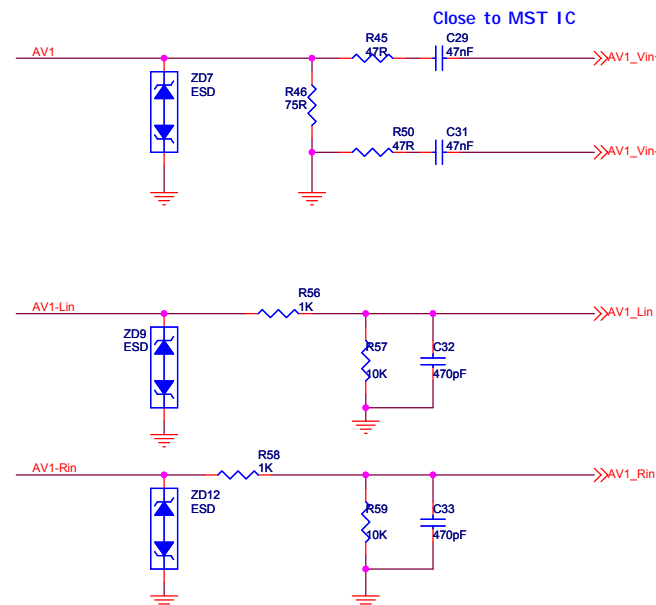 Close to MST IC
AV1
R45
47R
C29
47nF
AV1_Vin
ZD7
ESD
R46
75R
R50
47R
C31
47nF
AV1_Vin
AV1-Lin
R56
1K
AV1_Lin
ZD9
ESD
R57
10K
C32
470pF
AV1-Rin
R58
1K
AV1_Rin
ZD12
ESD
R59
10K
C33
470pF